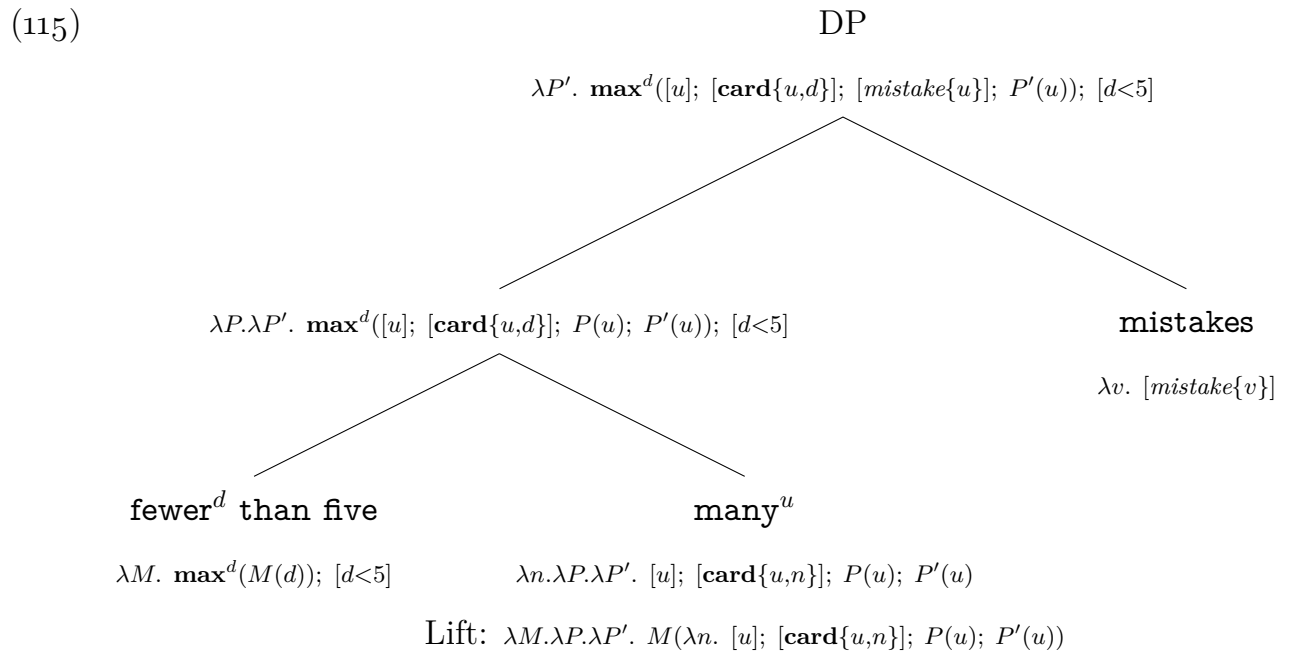 (115) DP
λP′. max^d([u]; [card{u,d}]; [mistake{u}]; P′(u)); [d<5]
λP.λP′. max^d([u]; [card{u,d}]; P(u); P′(u)); [d<5] mistakes
λv. [mistake{v}]
fewer^d than five many^u
λM. max^d(M(d)); [d<5] λn.λP.λP′. [u]; [card{u,n}]; P(u); P′(u)
Lift: λM.λP.λP′. M(λn. [u]; [card{u,n}]; P(u); P′(u))